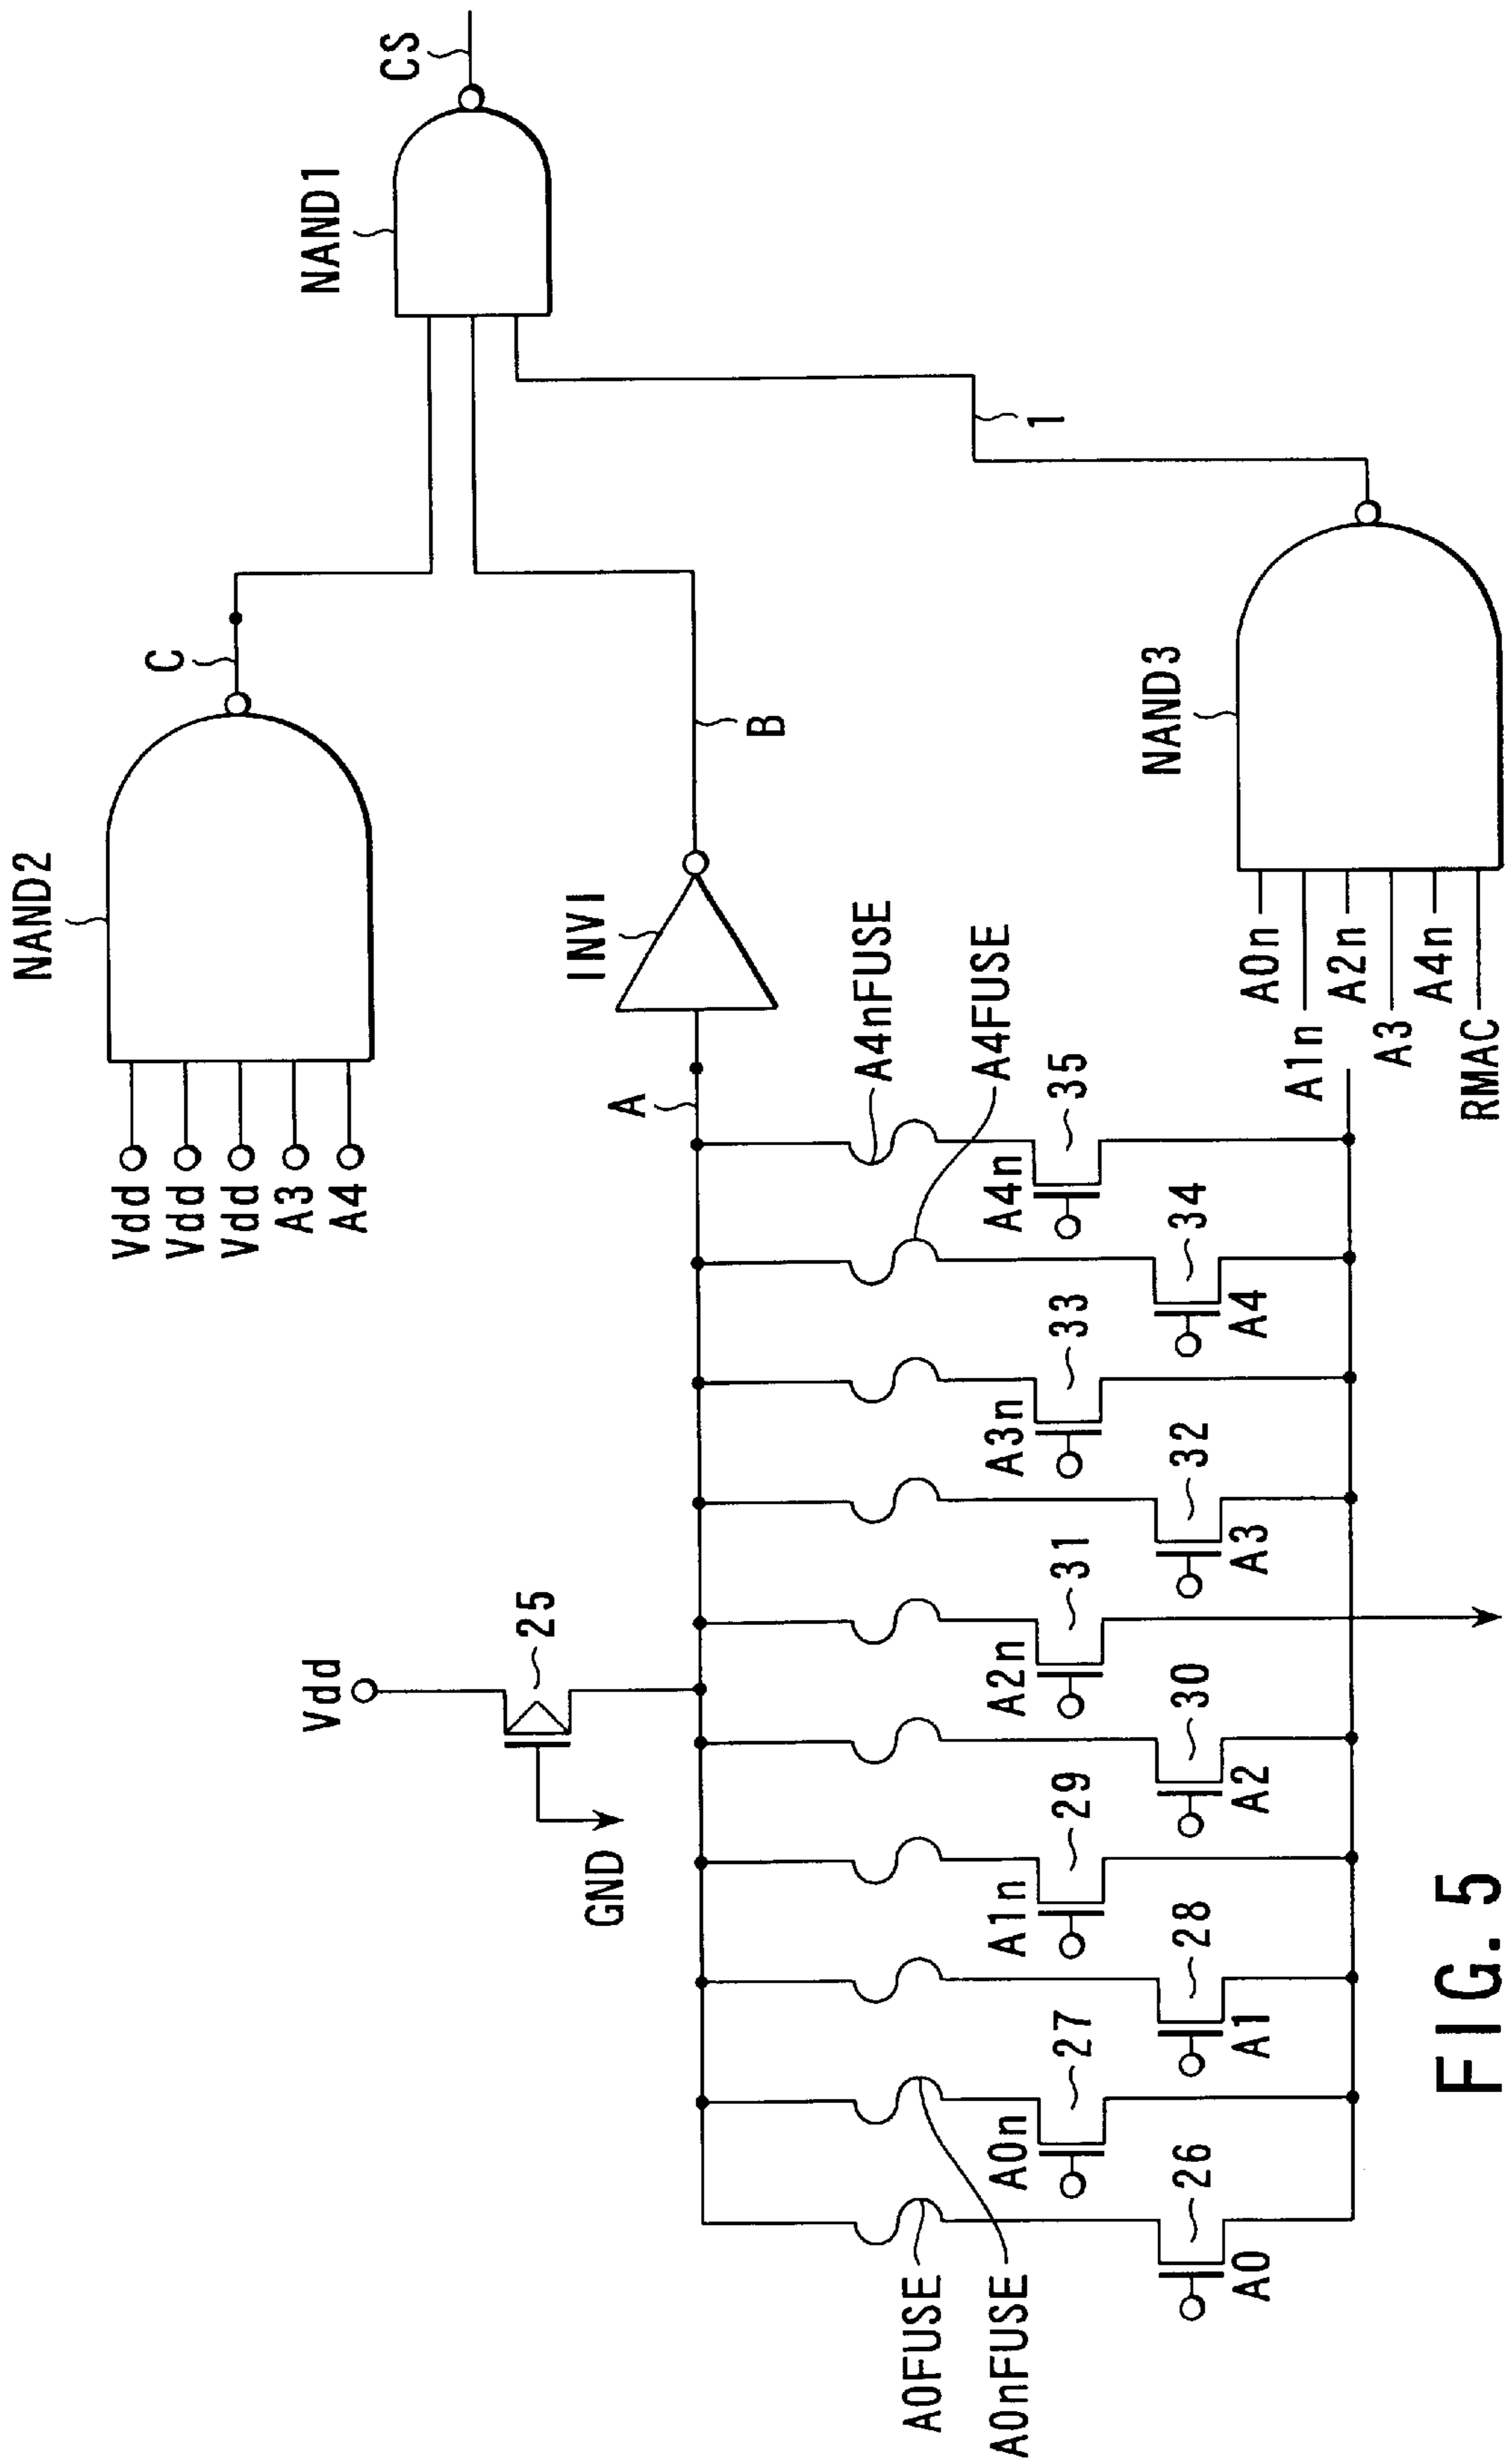 NAND2
Vdd
Vdd
Vdd
A3
A4
C
NAND1
CS
Vdd
25
GND
A
INV1
B
1
A0FUSE
A0nFUSE
A4nFUSE
A4FUSE
A0
26
A0n
27
A1
28
A1n
29
A2
30
A2n
31
A3
32
A3n
33
A4
34
A4n
35
NAND3
A0n
A1n
A2n
A3
A4n
RMAC
FIG. 5